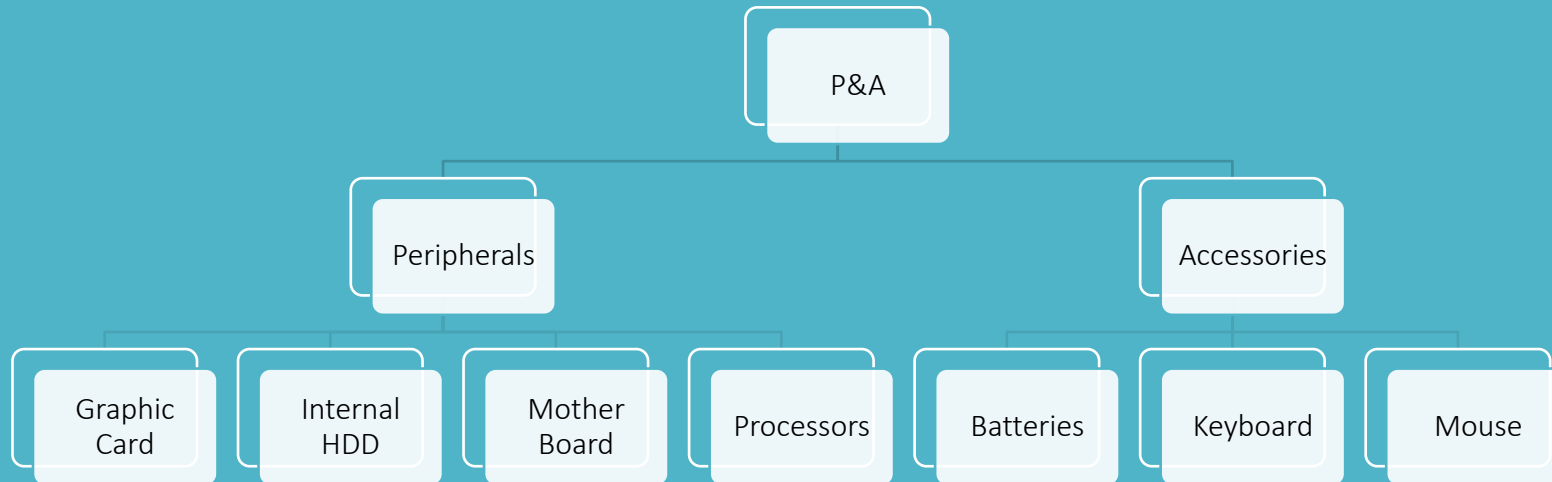 P&A
Peripherals
Accessories
Graphic
Card
Internal
HDD
Mother
Board
Processors
Batteries
Keyboard
Mouse